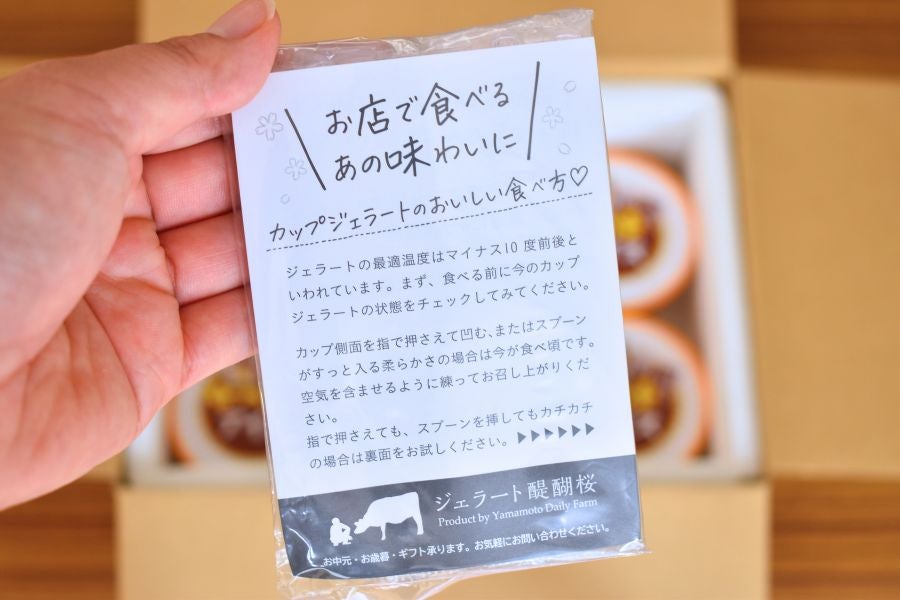 お店で食べる
あの味わいに
カップジェラートのおいしい食べ方♡
ジェラートの最適温度はマイナス10度前後と
いわれています。まず、食べる前に今のカップ
ジェラートの状態をチェックしてみてください。
カップ側面を指で押さえて凹む、またはスプーン
がすっと入る柔らかさの場合は今が食べ頃です。
空気を含ませるように練ってお召し上がりくだ
さい。
指で押さえても、スプーンを挿してもカチカチ
の場合は裏面をお試しください。▶▶▶▶▶▶
ジェラート醍醐桜
Product by Yamamoto Daily Farm
お中元・お歳暮・ギフト承ります。お気軽にお問い合わせください。